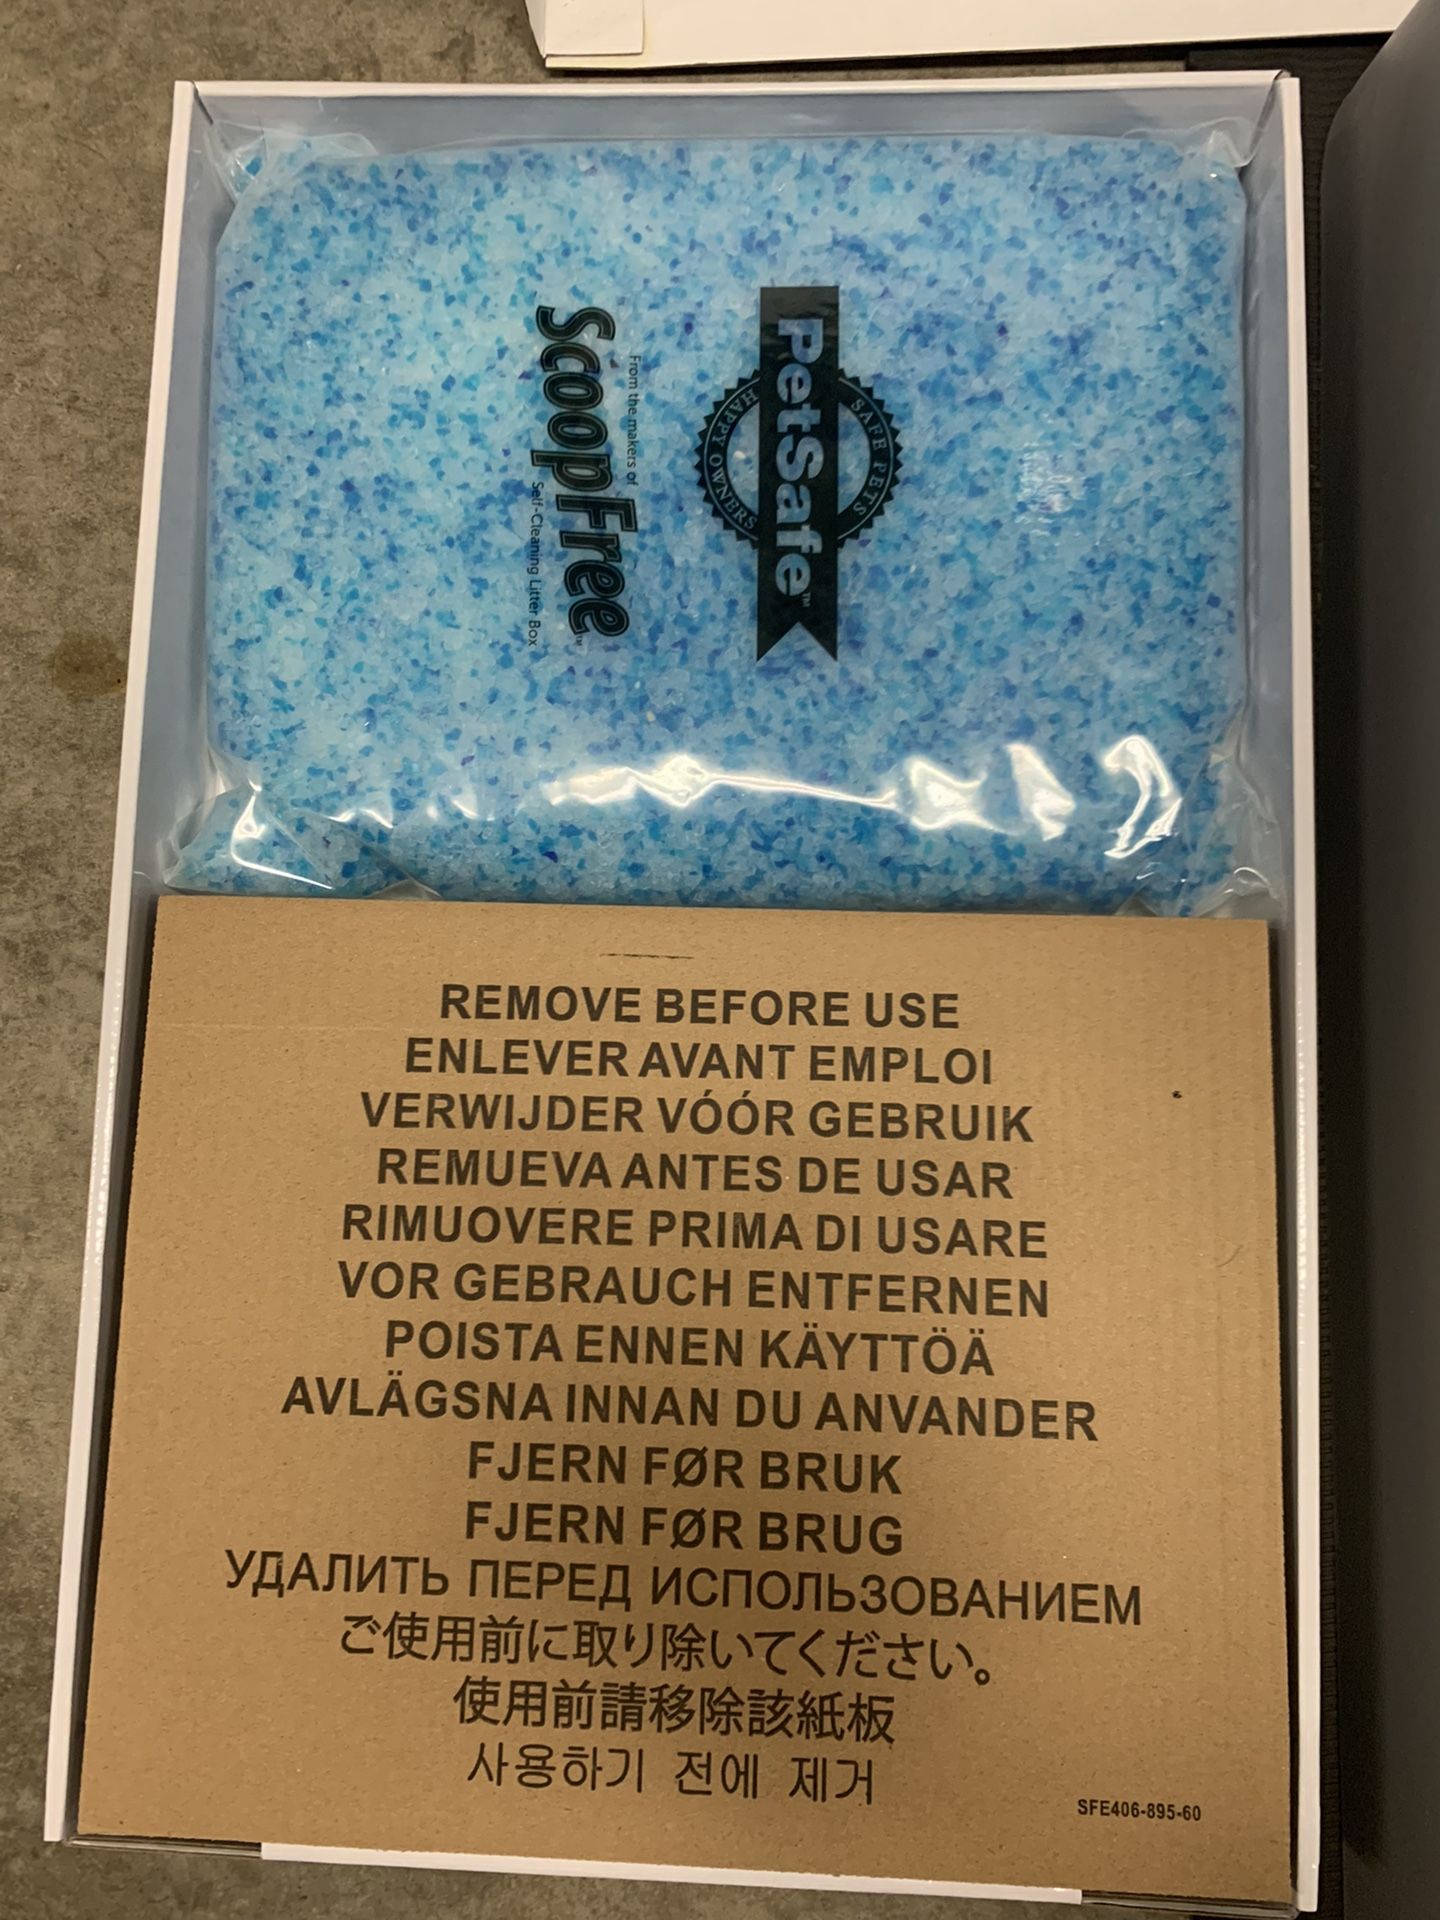 PetSafe™
SAFE PETS
HAPPY OWNERS
From the makers of
ScoopFree™
Self-Cleaning Litter Box
REMOVE BEFORE USE
ENLEVER AVANT EMPLOI
VERWIJDER VÓÓR GEBRUIK
REMUEVA ANTES DE USAR
RIMUOVERE PRIMA DI USARE
VOR GEBRAUCH ENTFERNEN
POISTA ENNEN KÄYTTÖÄ
AVLÄGSNA INNAN DU ANVANDER
FJERN FØR BRUK
FJERN FØR BRUG
УДАЛИТЬ ПЕРЕД ИСПОЛЬЗОВАНИЕМ
ご使用前に取り除いてください。
使用前請移除該紙板
사용하기 전에 제거
SFE406-895-60